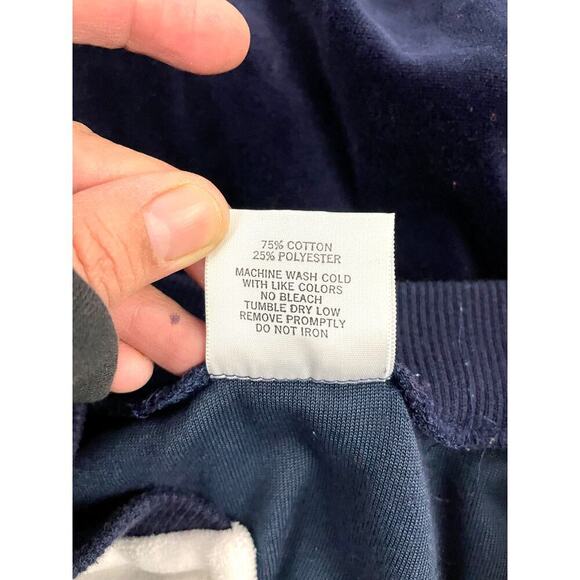 75% COTTON
25% POLYESTER
MACHINE WASH COLD
WITH LIKE COLORS
NO BLEACH
TUMBLE DRY LOW
REMOVE PROMPTLY
DO NOT IRON